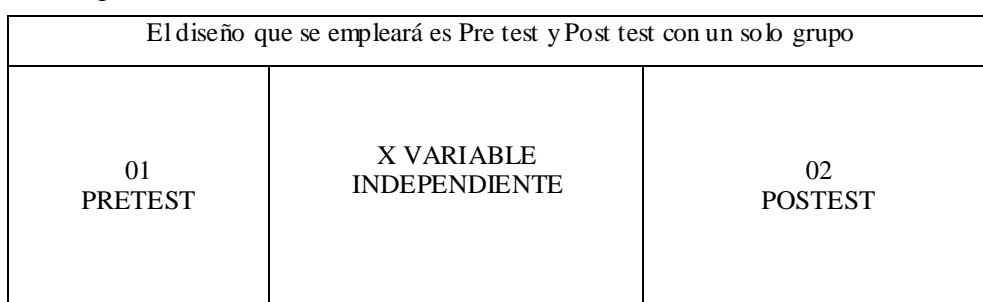 El diseño que se empleará es Pre test y Post test con un solo grupo
01
PRETEST
X VARIABLE
INDEPENDIENTE
02
POSTEST